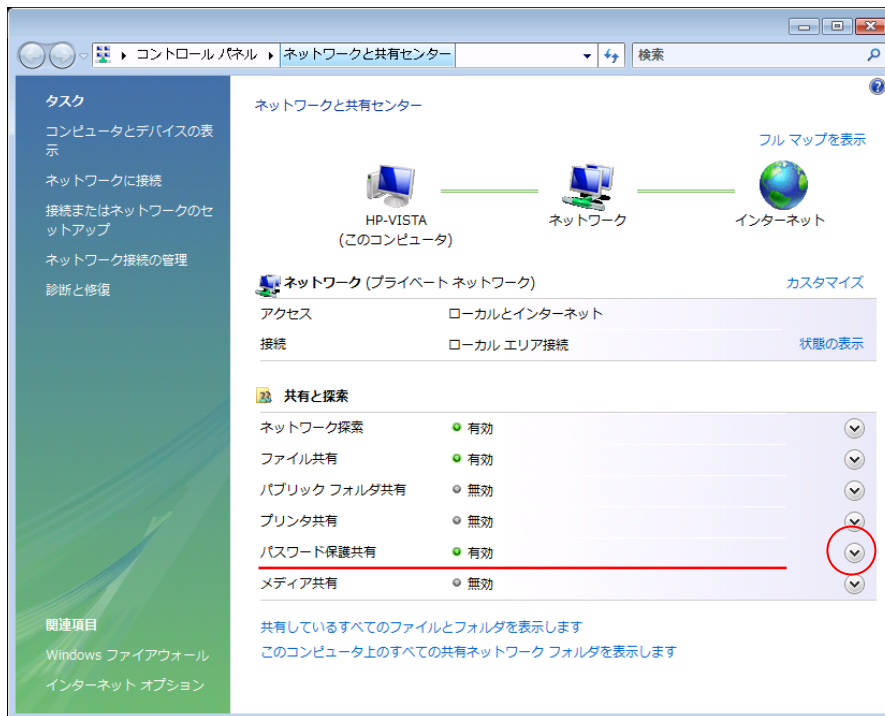 コントロール パネル ネットワークと共有センター 検索
タスク
コンピュータとデバイスの表
示
ネットワークに接続
接続またはネットワークのセ
ットアップ
ネットワーク接続の管理
診断と修復
ネットワークと共有センター
フル マップを表示
HP-VISTA
(このコンピュータ)
ネットワーク
インターネット
ネットワーク (プライベート ネットワーク) カスタマイズ
アクセス ローカルとインターネット
接続 ローカル エリア接続 状態の表示
共有と探索
ネットワーク探索 有効
ファイル共有 有効
パブリック フォルダ共有 無効
プリンタ共有 無効
パスワード保護共有 有効
メディア共有 無効
共有しているすべてのファイルとフォルダを表示します
このコンピュータ上のすべての共有ネットワーク フォルダを表示します
関連項目
Windows ファイアウォール
インターネット オプション